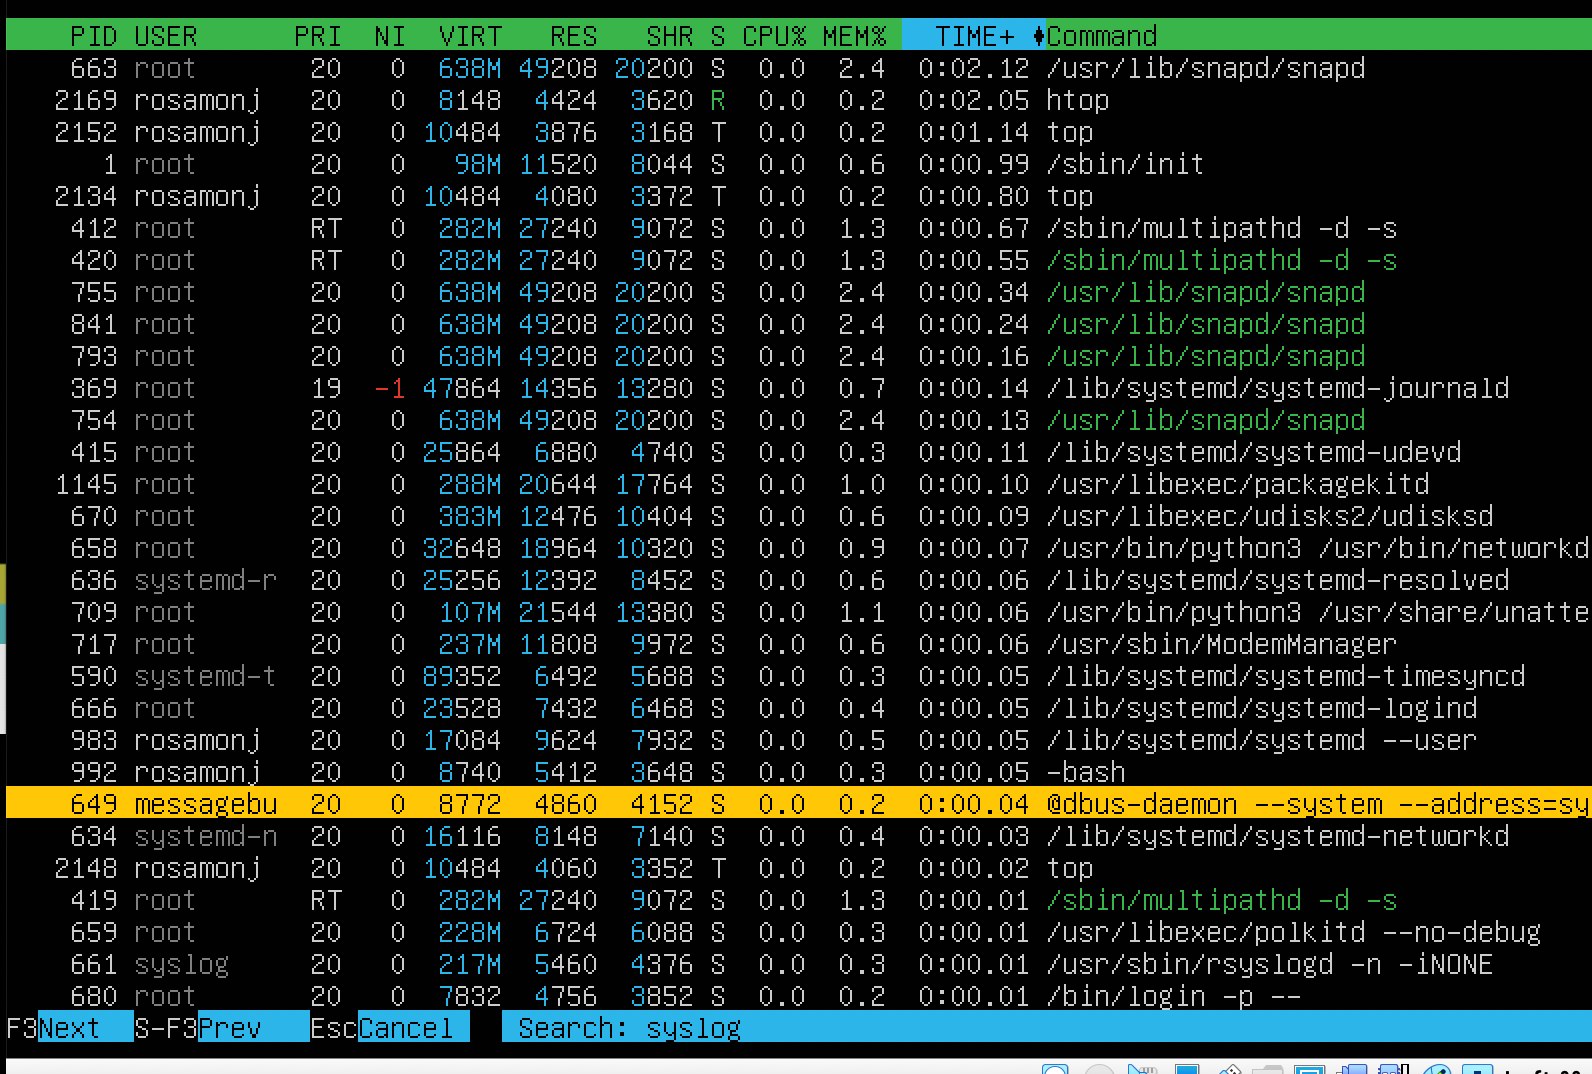 PID USER PRI NI VIRT RES SHR S CPU% MEM% TIME+ Command
663 root 20 0 638M 49208 20200 S 0.0 2.4 0:02.12 /usr/lib/snapd/snapd
2169 rosamonj 20 0 8148 4424 3620 R 0.0 0.2 0:02.05 htop
2152 rosamonj 20 0 10484 3876 3168 T 0.0 0.2 0:01.14 top
1 root 20 0 98M 11520 8044 S 0.0 0.6 0:00.99 /sbin/init
2134 rosamonj 20 0 10484 4080 3372 T 0.0 0.2 0:00.80 top
412 root RT 0 282M 27240 9072 S 0.0 1.3 0:00.67 /sbin/multipathd -d -s
420 root RT 0 282M 27240 9072 S 0.0 1.3 0:00.55 /sbin/multipathd -d -s
755 root 20 0 638M 49208 20200 S 0.0 2.4 0:00.34 /usr/lib/snapd/snapd
841 root 20 0 638M 49208 20200 S 0.0 2.4 0:00.24 /usr/lib/snapd/snapd
793 root 20 0 638M 49208 20200 S 0.0 2.4 0:00.16 /usr/lib/snapd/snapd
369 root 19 -1 47864 14356 13280 S 0.0 0.7 0:00.14 /lib/systemd/systemd-journald
754 root 20 0 638M 49208 20200 S 0.0 2.4 0:00.13 /usr/lib/snapd/snapd
415 root 20 0 25864 6880 4740 S 0.0 0.3 0:00.11 /lib/systemd/systemd-udevd
1145 root 20 0 288M 20644 17764 S 0.0 1.0 0:00.10 /usr/libexec/packagekitd
670 root 20 0 383M 12476 10404 S 0.0 0.6 0:00.09 /usr/libexec/udisks2/udisksd
658 root 20 0 32648 18964 10320 S 0.0 0.9 0:00.07 /usr/bin/python3 /usr/bin/networkd
636 systemd-r 20 0 25256 12392 8452 S 0.0 0.6 0:00.06 /lib/systemd/systemd-resolved
709 root 20 0 107M 21544 13380 S 0.0 1.1 0:00.06 /usr/bin/python3 /usr/share/unatte
717 root 20 0 237M 11808 9972 S 0.0 0.6 0:00.06 /usr/sbin/ModemManager
590 systemd-t 20 0 89352 6492 5688 S 0.0 0.3 0:00.05 /lib/systemd/systemd-timesyncd
666 root 20 0 23528 7432 6468 S 0.0 0.4 0:00.05 /lib/systemd/systemd-logind
983 rosamonj 20 0 17084 9624 7932 S 0.0 0.5 0:00.05 /lib/systemd/systemd --user
992 rosamonj 20 0 8740 5412 3648 S 0.0 0.3 0:00.05 -bash
649 messagebu 20 0 8772 4860 4152 S 0.0 0.2 0:00.04 @dbus-daemon --system --address=sy
634 systemd-n 20 0 16116 8148 7140 S 0.0 0.4 0:00.03 /lib/systemd/systemd-networkd
2148 rosamonj 20 0 10484 4060 3352 T 0.0 0.2 0:00.02 top
419 root RT 0 282M 27240 9072 S 0.0 1.3 0:00.01 /sbin/multipathd -d -s
659 root 20 0 228M 6724 6088 S 0.0 0.3 0:00.01 /usr/libexec/polkitd --no-debug
661 syslog 20 0 217M 5460 4376 S 0.0 0.3 0:00.01 /usr/sbin/rsyslogd -n -iNONE
680 root 20 0 7832 4756 3852 S 0.0 0.2 0:00.01 /bin/login -p --
F3Next S-F3Prev EscCancel Search: syslog